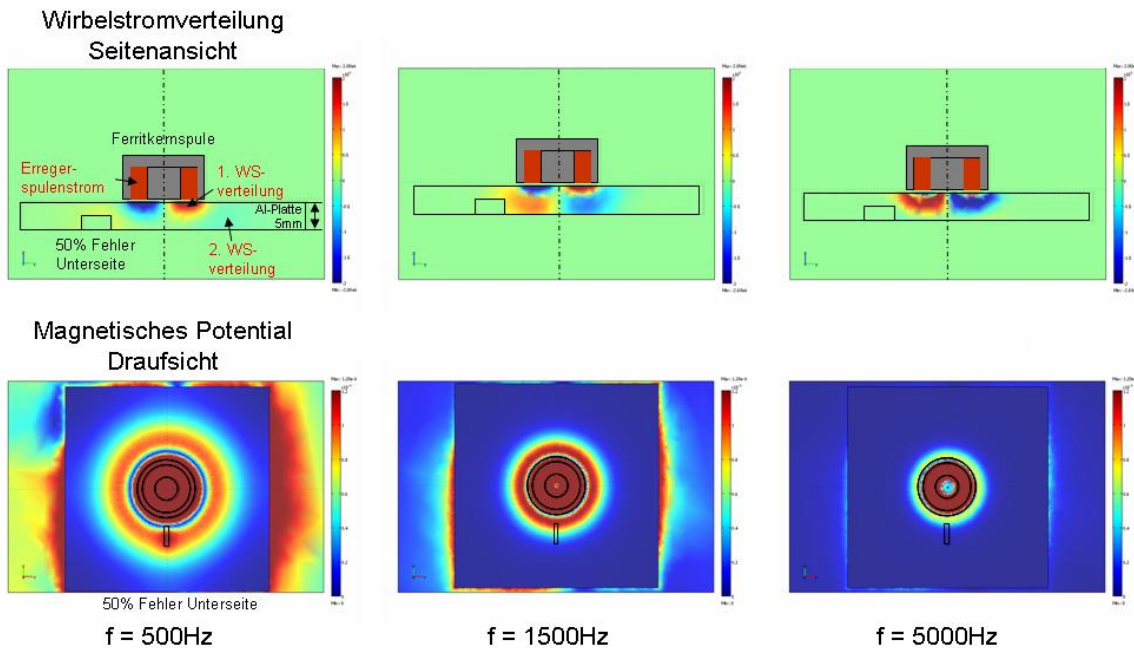 Wirbelstromverteilung
Seitenansicht
Ferritkernspule
Erreger-
spulenstrom
1. WS-
verteilung
Al-Platte
5mm
50% Fehler
Unterseite
2. WS-
verteilung
Magnetisches Potential
Draufsicht
50% Fehler Unterseite
f = 500Hz
f = 1500Hz
f = 5000Hz